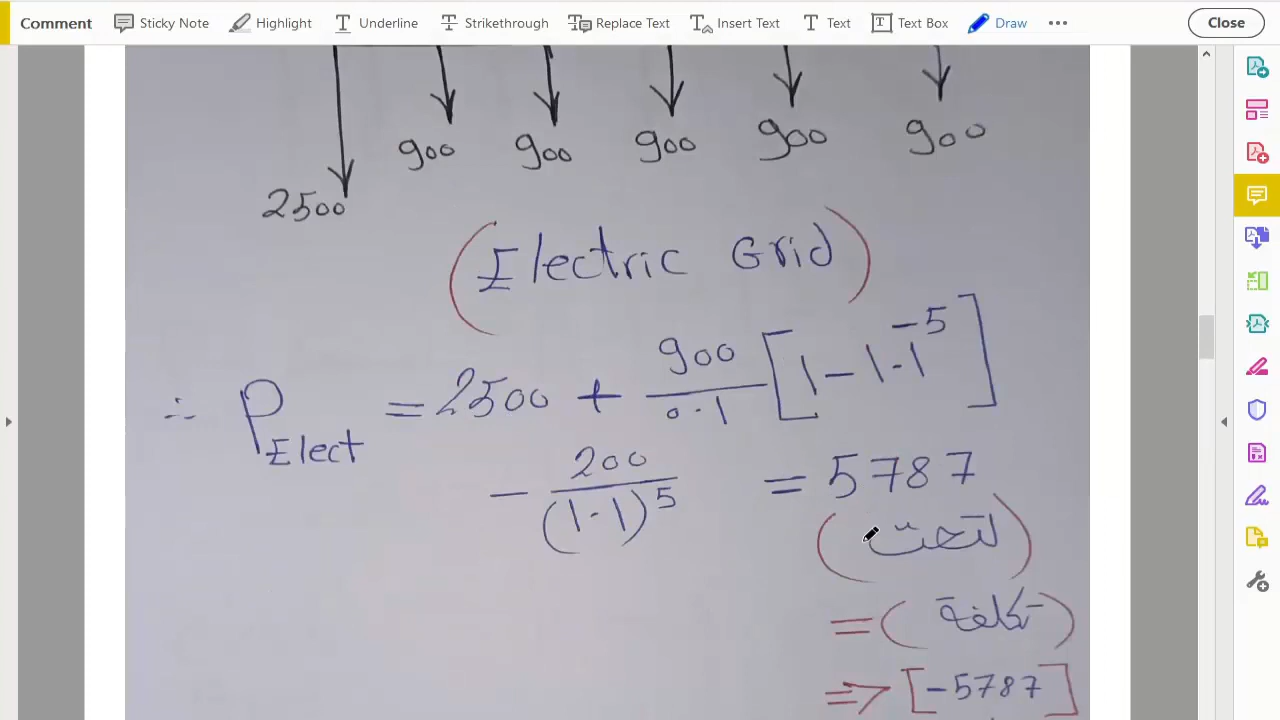 Comment Sticky Note Highlight Underline Strikethrough Replace Text Insert Text Text Text Box Draw Close
900 900 900 900 900
2500
(Electric Grid)
∴ P_Elect = 2500 + 900/0.1 [1 - 1.1^-5]
- 200/(1.1)^5 = 5787
(لتحت)
= (تكلفة)
=> [-5787]